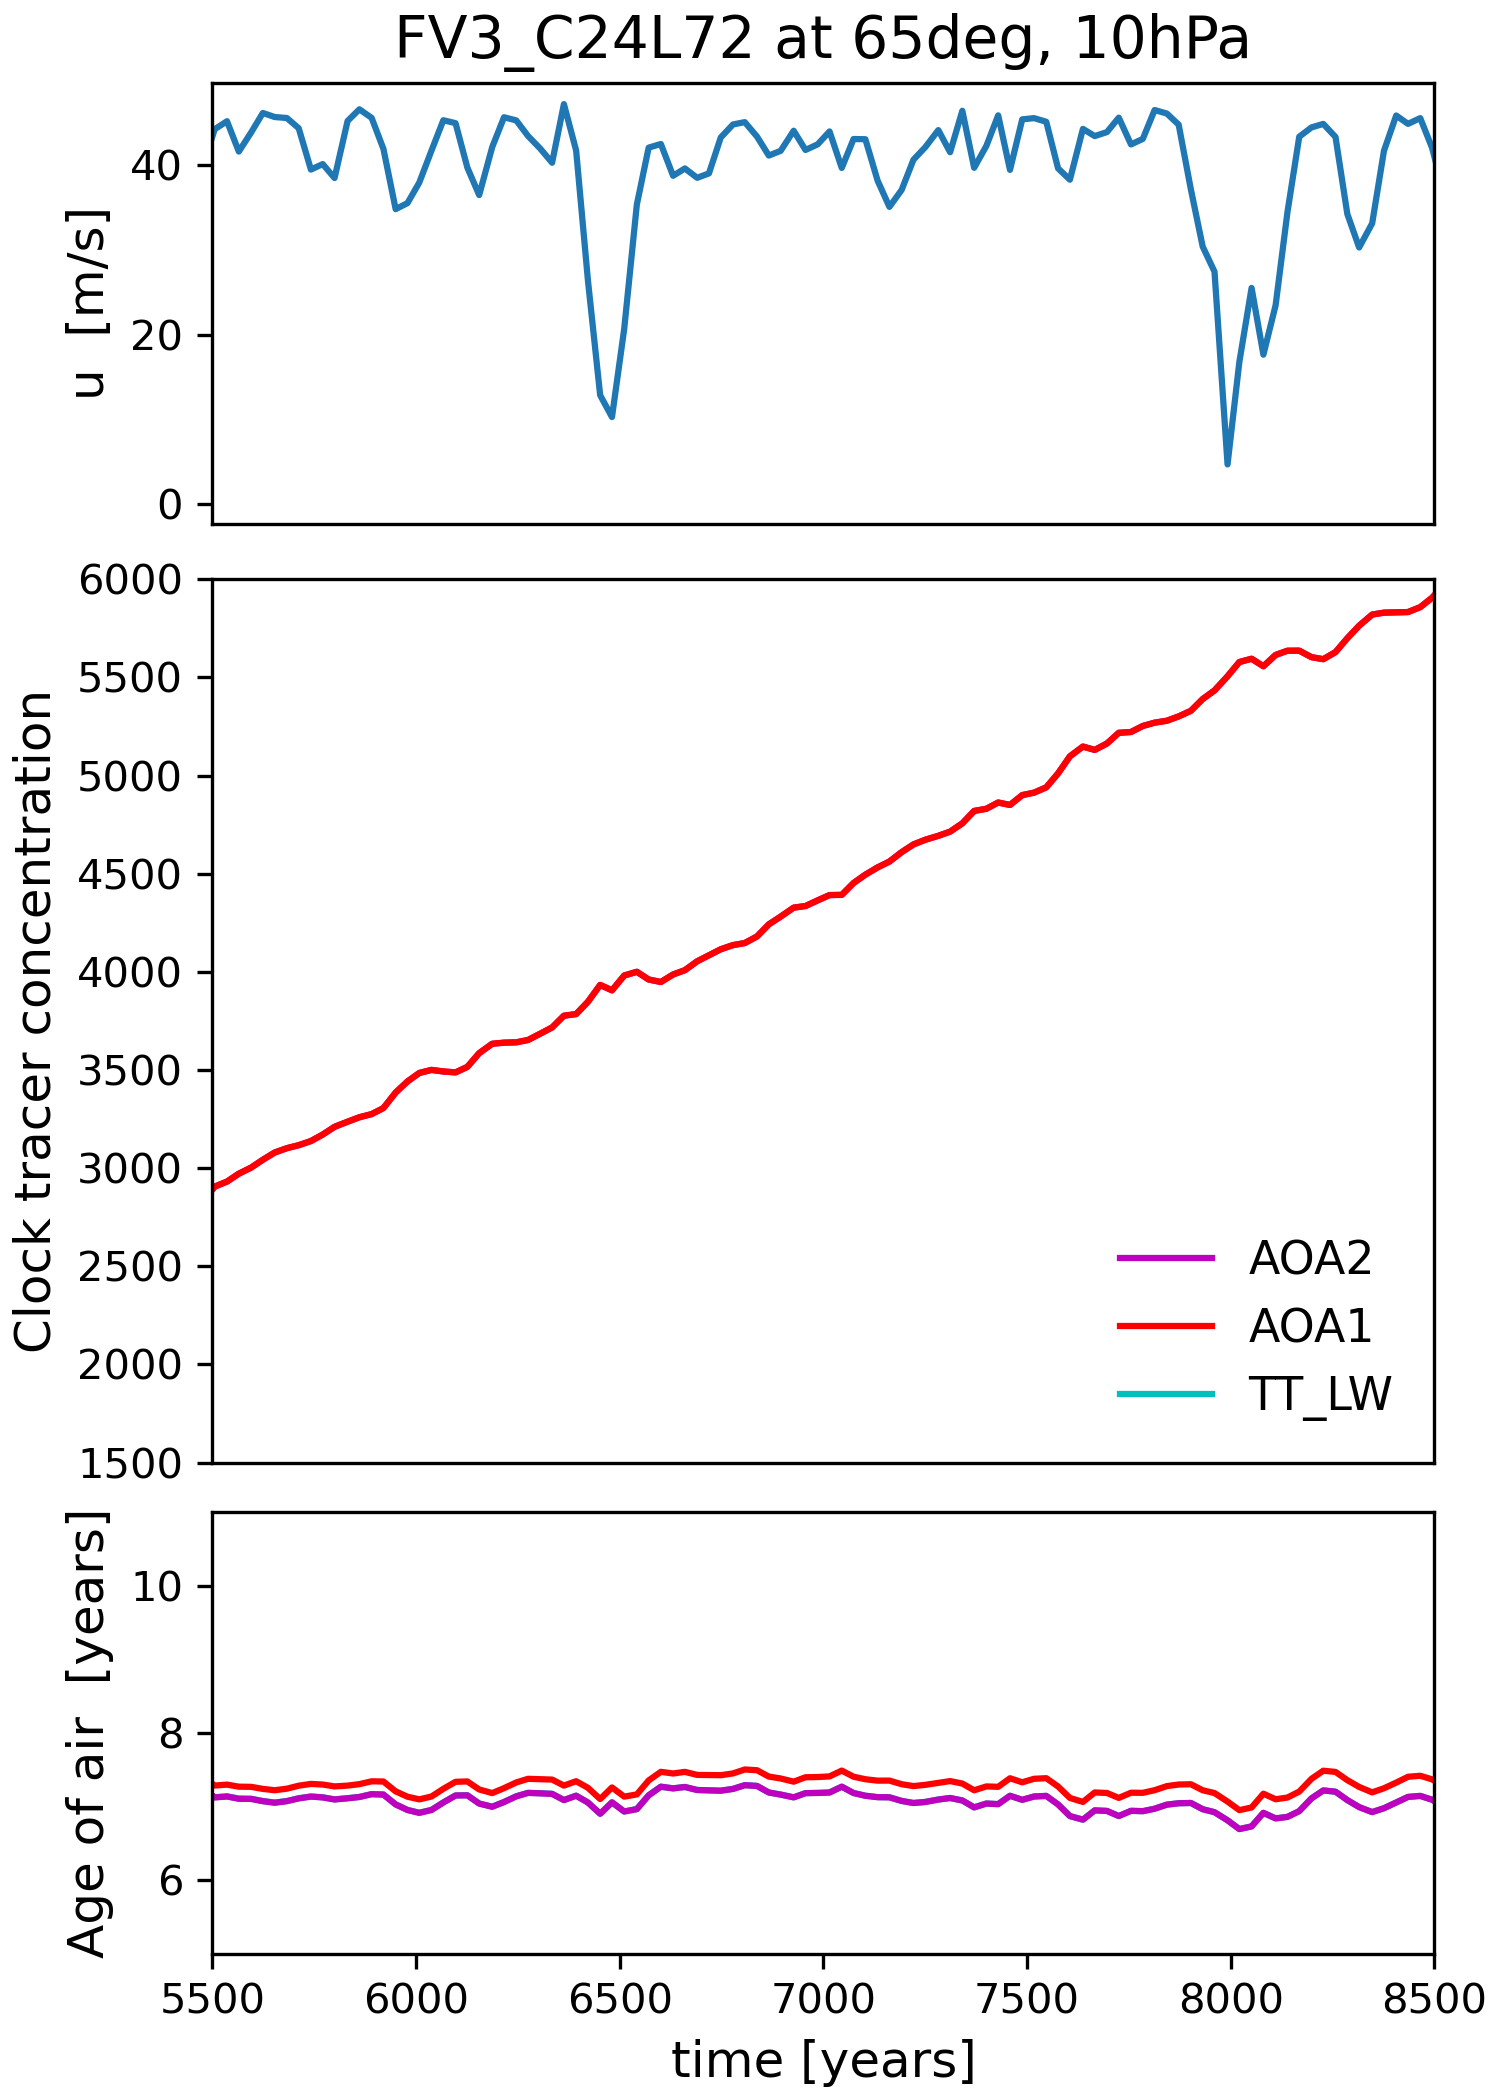 FV3_C24L72 at 65deg, 10hPa
u [m/s]
40
20
0
Clock tracer concentration
6000
5500
5000
4500
4000
3500
3000
2500
2000
1500
AOA2
AOA1
TT_LW
Age of air [years]
10
8
6
5500 6000 6500 7000 7500 8000 8500
time [years]